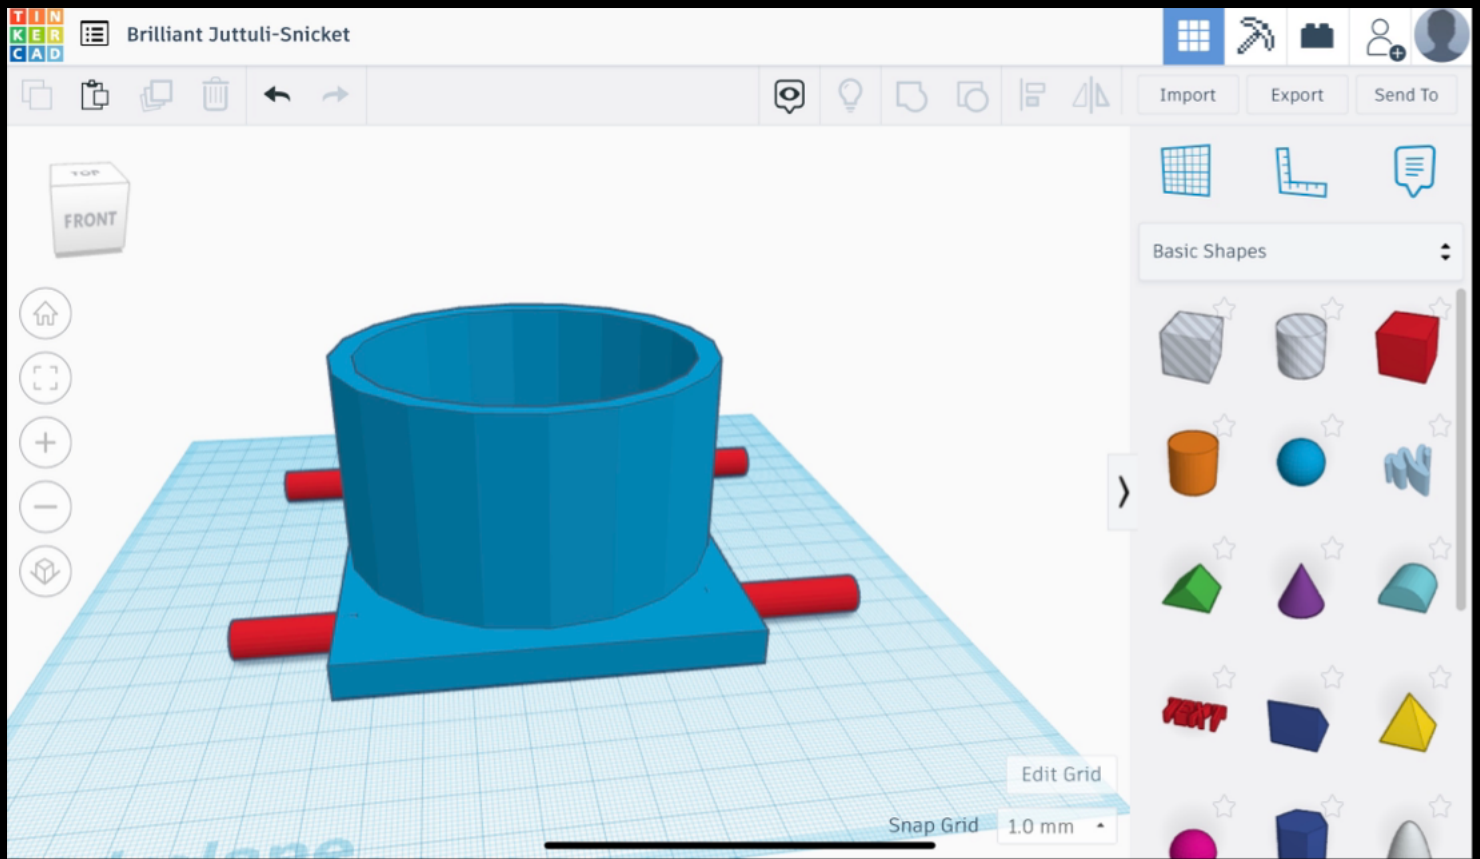 TIN
KER
CAD
Brilliant Juttuli-Snicket
Import
Export
Send To
TOP
FRONT
Basic Shapes
TEXT
Edit Grid
Snap Grid
1.0 mm